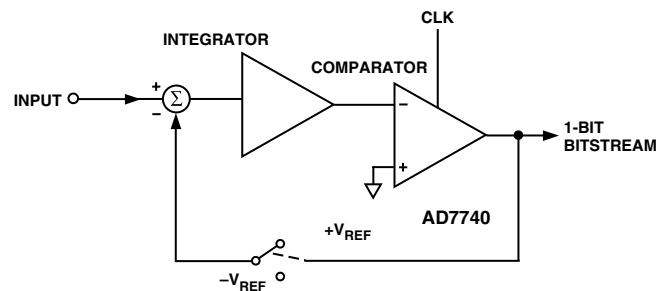 CLK
INTEGRATOR
COMPARATOR
INPUT
+
−
Σ
−
+
1-BIT
BITSTREAM
AD7740
+VREF
−VREF